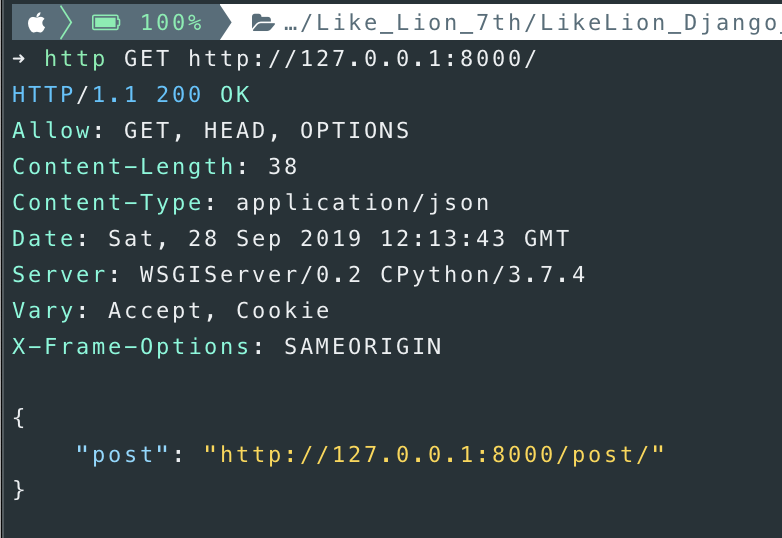 100% …/Like_Lion_7th/LikeLion_Django_
→ http GET http://127.0.0.1:8000/
HTTP/1.1 200 OK
Allow: GET, HEAD, OPTIONS
Content-Length: 38
Content-Type: application/json
Date: Sat, 28 Sep 2019 12:13:43 GMT
Server: WSGIServer/0.2 CPython/3.7.4
Vary: Accept, Cookie
X-Frame-Options: SAMEORIGIN
{
"post": "http://127.0.0.1:8000/post/"
}